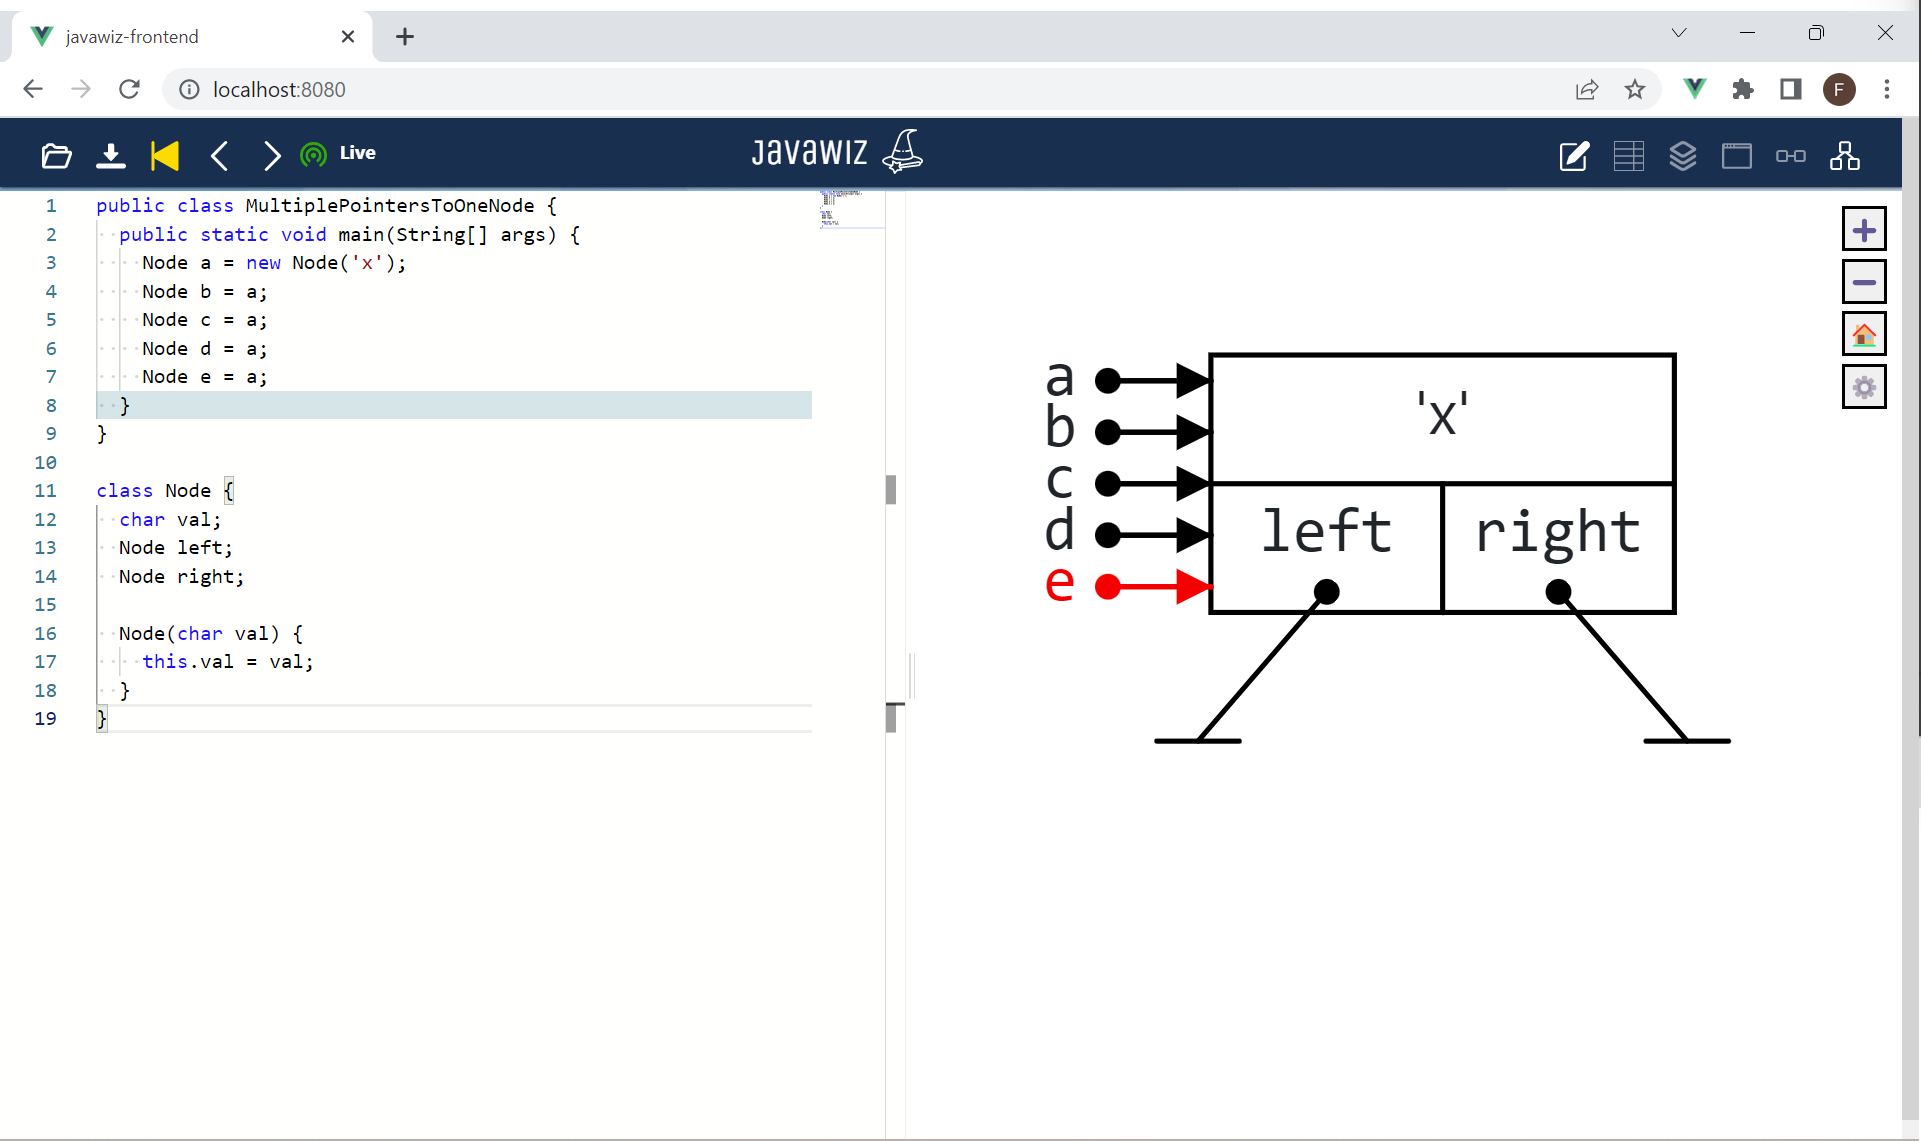 javawiz-frontend
localhost:8080
F
Live
JavaWIZ
1 public class MultiplePointersToOneNode {
2 public static void main(String[] args) {
3 Node a = new Node('x');
4 Node b = a;
5 Node c = a;
6 Node d = a;
7 Node e = a;
8 }
9 }
10
11 class Node {
12 char val;
13 Node left;
14 Node right;
15
16 Node(char val) {
17 this.val = val;
18 }
19 }
a
b
c
d
e
'x'
left right